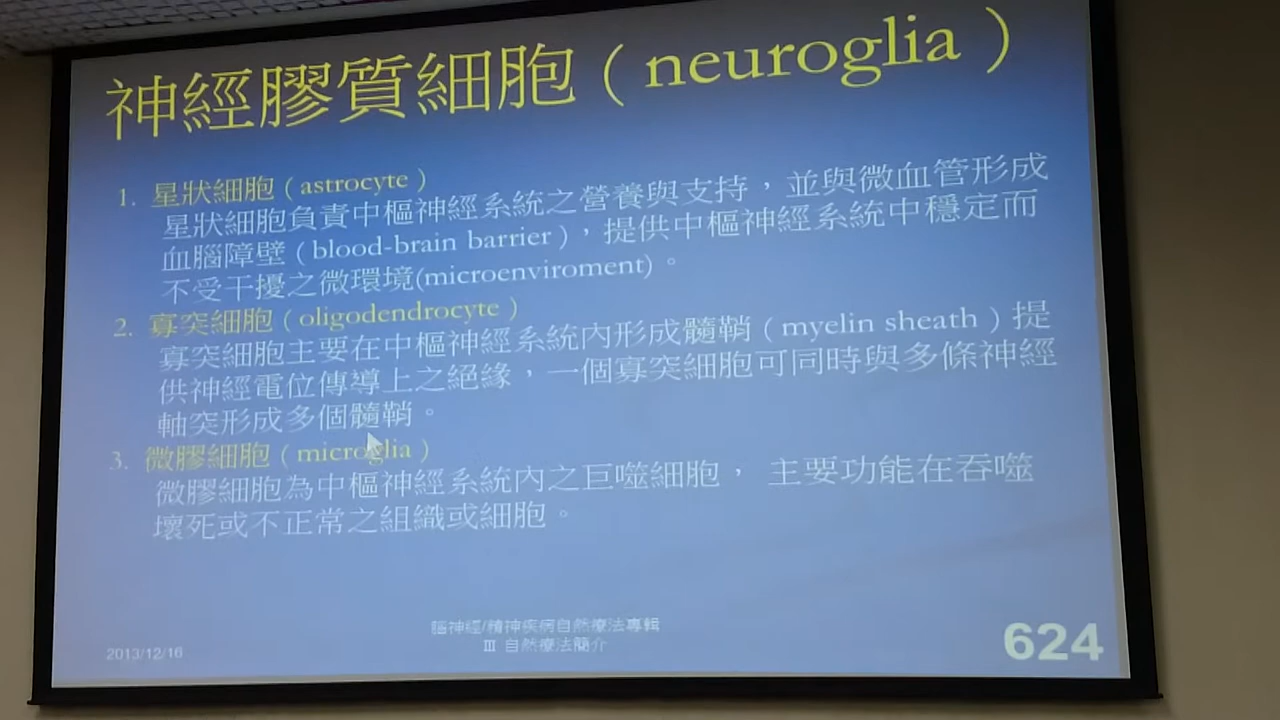 神經膠質細胞 ( neuroglia )
1. 星狀細胞 ( astrocyte )
星狀細胞負責中樞神經系統之營養與支持，並與微血管形成
血腦障壁 ( blood-brain barrier )，提供中樞神經系統中穩定而
不受干擾之微環境(microenviroment)。
2. 寡突細胞 ( oligodendrocyte )
寡突細胞主要在中樞神經系統內形成髓鞘 ( myelin sheath ) 提
供神經電位傳導上之絕緣，一個寡突細胞可同時與多條神經
軸突形成多個髓鞘。
3. 微膠細胞 ( microglia )
微膠細胞為中樞神經系統內之巨噬細胞， 主要功能在吞噬
壞死或不正常之組織或細胞。
2013/12/16
腦神經/精神疾病自然療法專輯
III 自然療法簡介
624